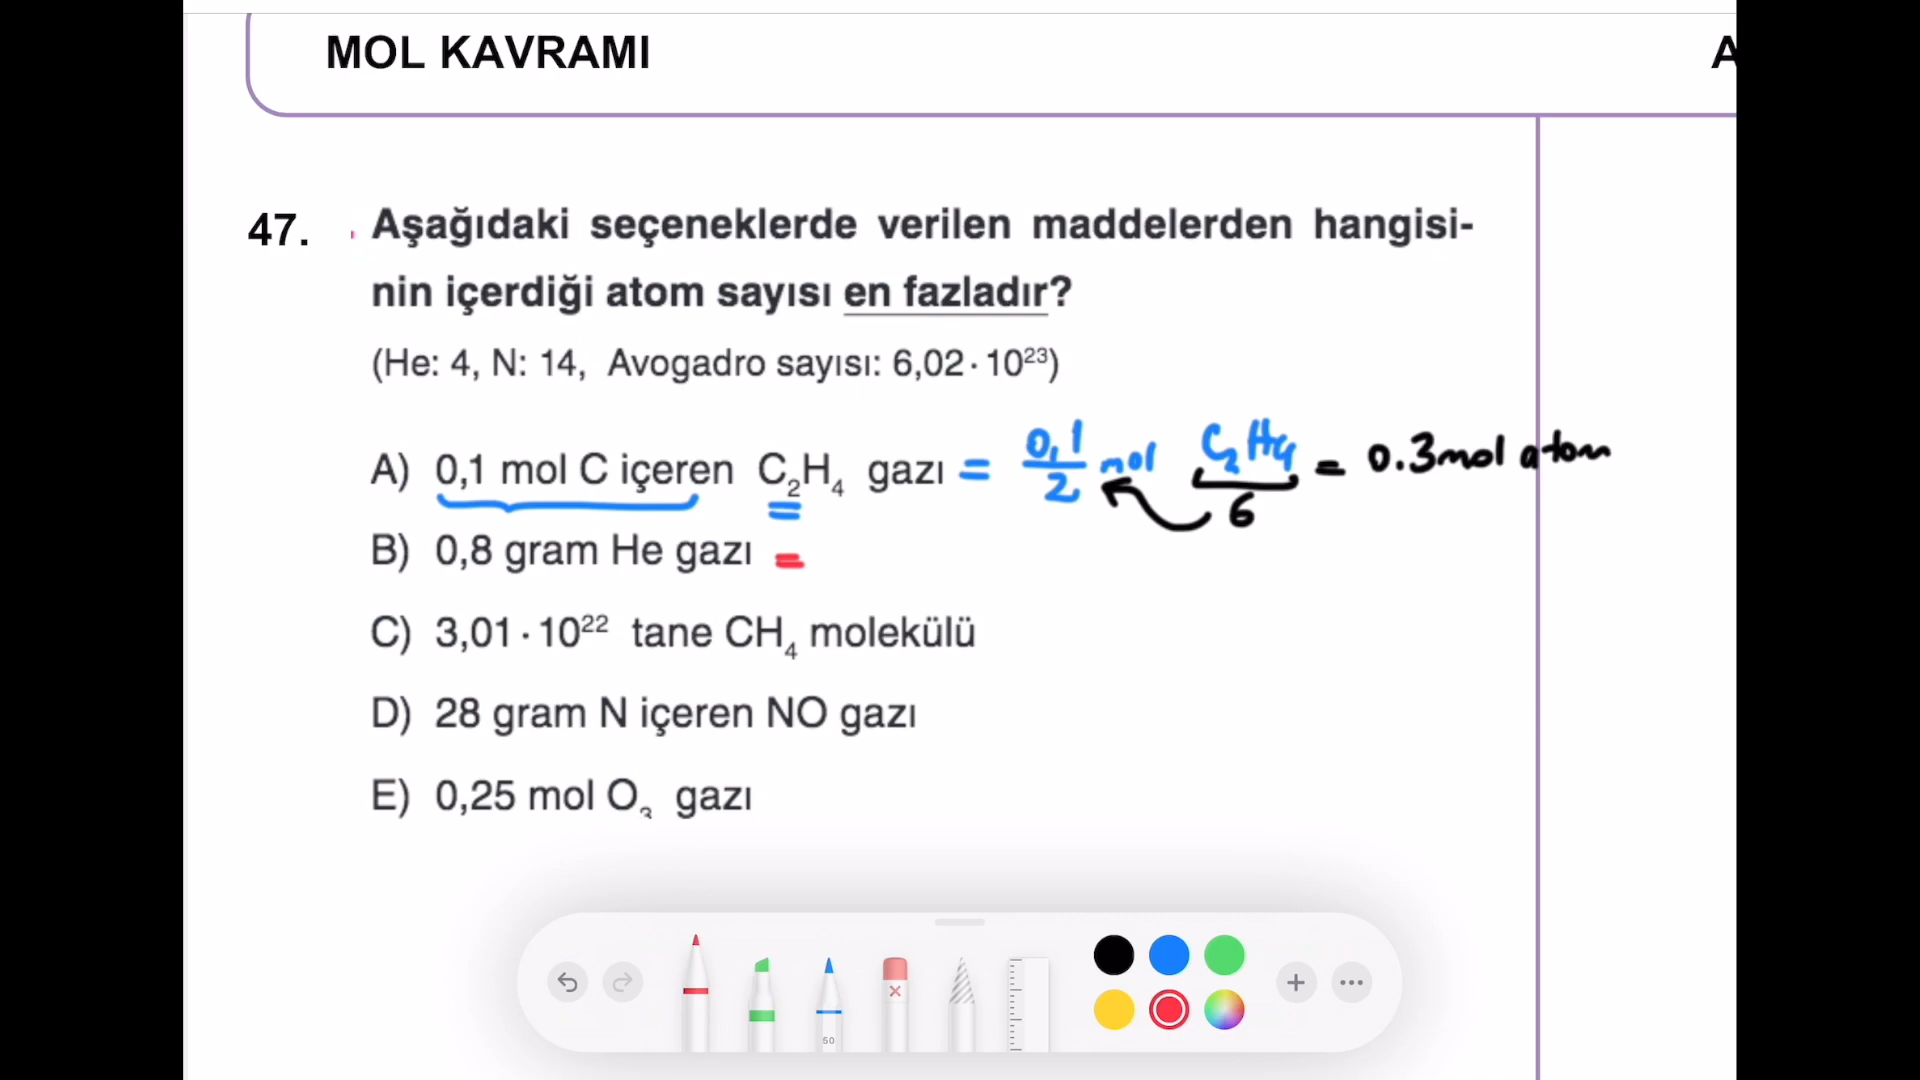 MOL KAVRAMI
A
47. Aşağıdaki seçeneklerde verilen maddelerden hangisi-
nin içerdiği atom sayısı en fazladır?
(He: 4, N: 14, Avogadro sayısı: 6,02·10²³)
A) 0,1 mol C içeren C₂H₄ gazı = 0,1/2 mol C₂H₄ = 0.3mol atom
6
B) 0,8 gram He gazı =
C) 3,01·10²² tane CH₄ molekülü
D) 28 gram N içeren NO gazı
E) 0,25 mol O₃ gazı
50